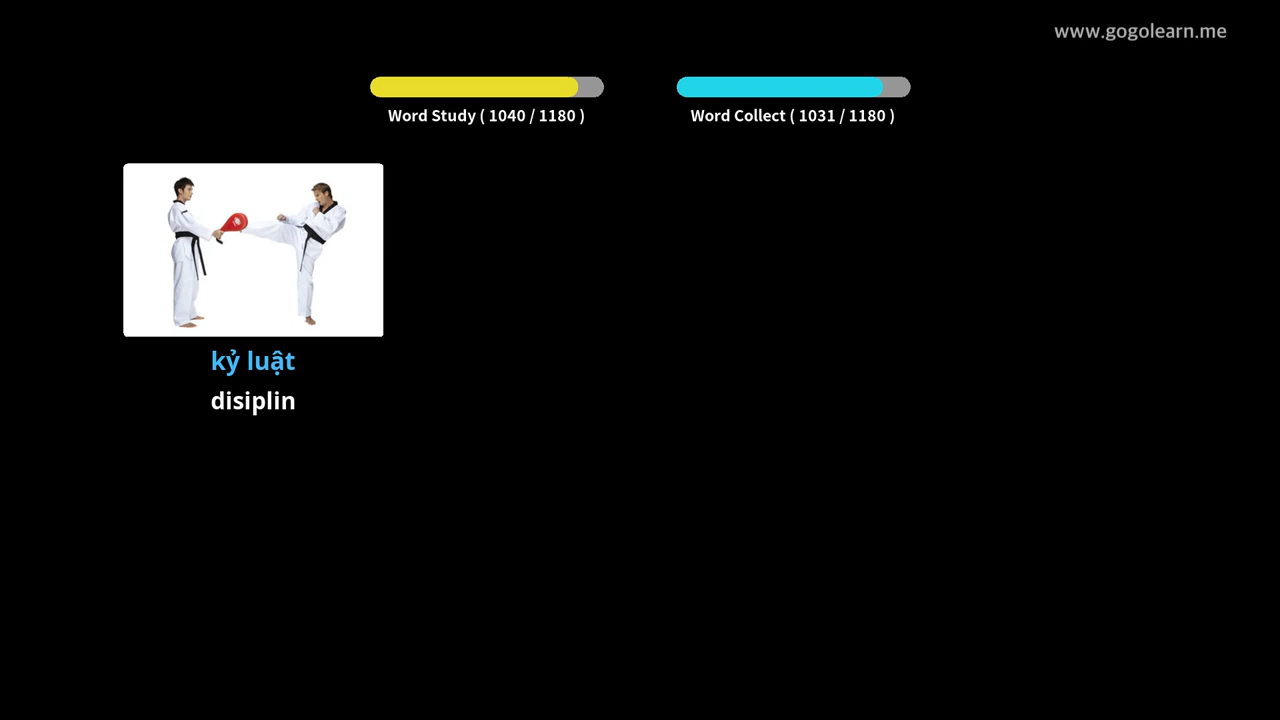 www.gogolearn.me
Word Study ( 1040 / 1180 )
Word Collect ( 1031 / 1180 )
kỷ luật
disiplin